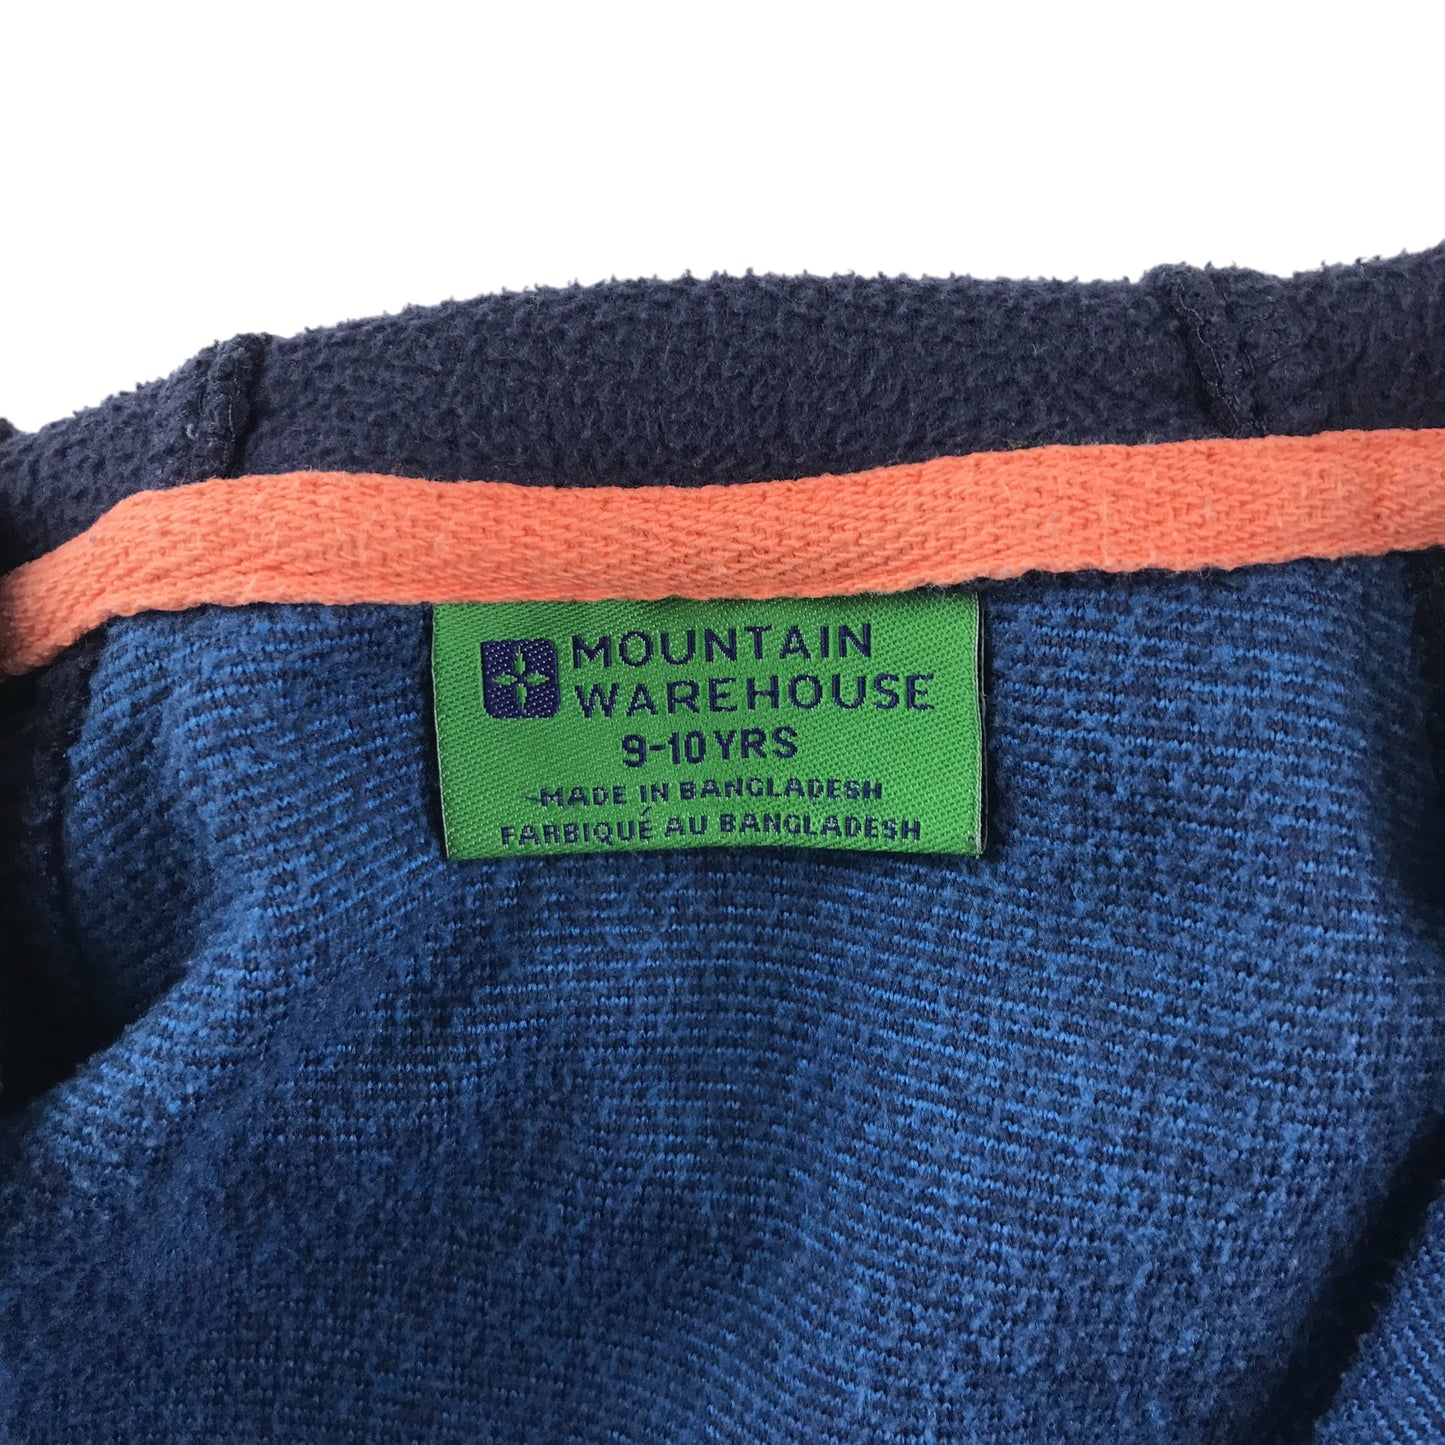 MOUNTAIN
WAREHOUSE
9-10 YRS
MADE IN BANGLADESH
FARBIQUÉ AU BANGLADESH